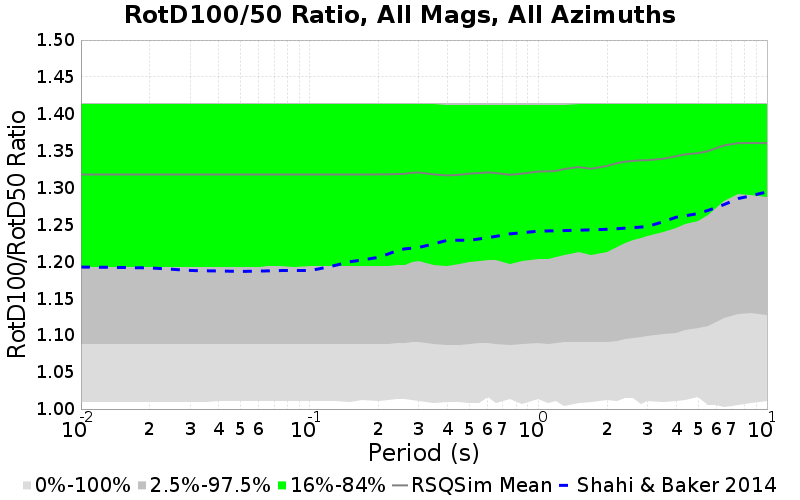 RotD100/50 Ratio, All Mags, All Azimuths
RotD100/RotD50 Ratio
1.50
1.45
1.40
1.35
1.30
1.25
1.20
1.15
1.10
1.05
1.00
10-2 2 3 4 5 6 10-1 2 3 4 5 6 7 100 2 3 4 5 6 7 101
Period (s)
0%-100% 2.5%-97.5% 16%-84% RSQSim Mean Shahi & Baker 2014